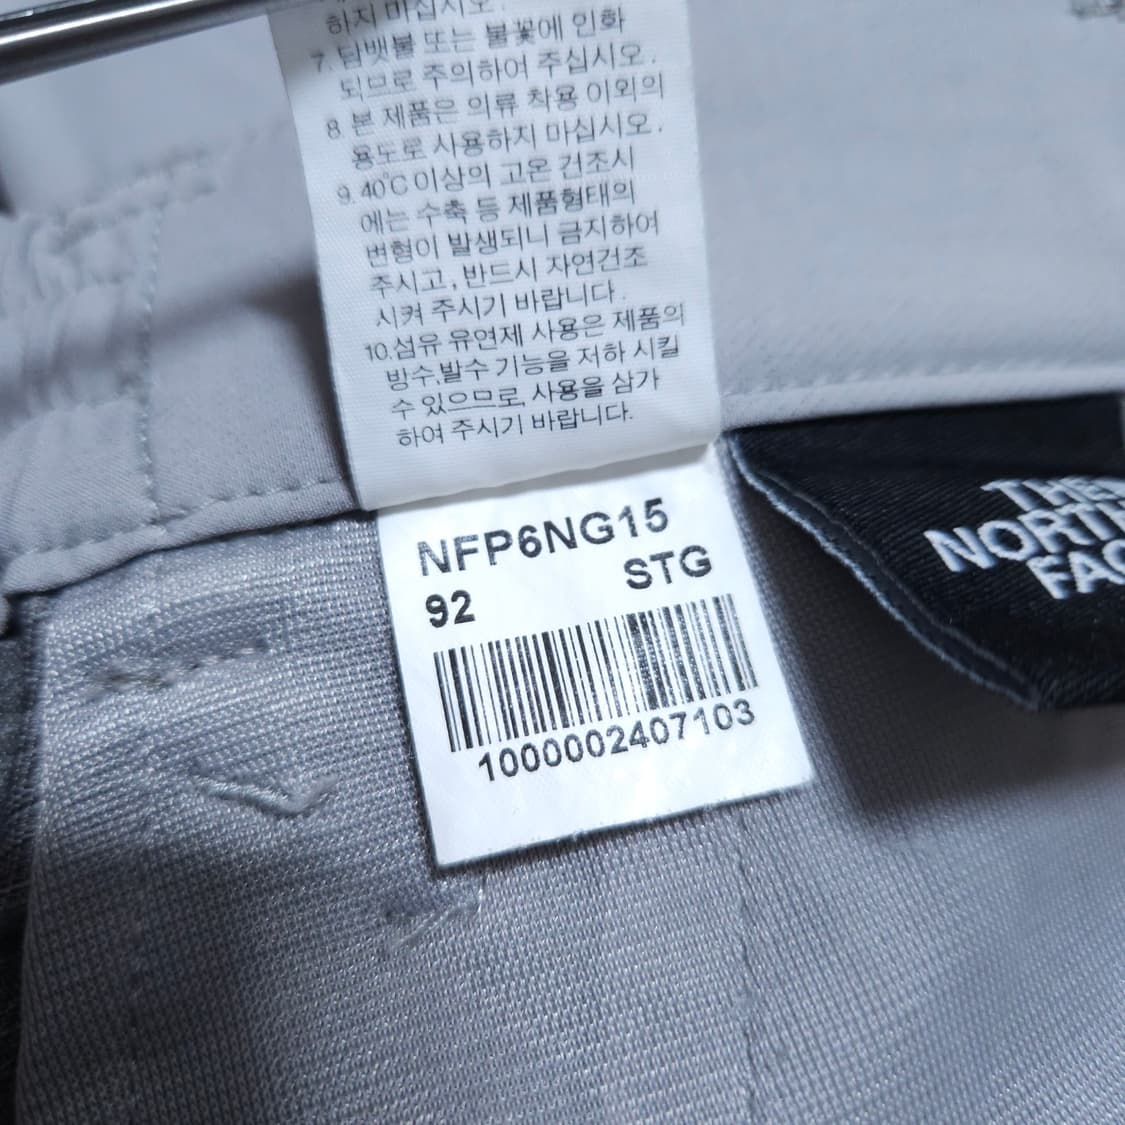 하지 마십시오.
7. 담뱃불 또는 불꽃에 인화
되므로 주의하여 주십시오.
8. 본 제품은 의류 착용 이외의
용도로 사용하지 마십시오.
9. 40℃ 이상의 고온 건조시
에는 수축 등 제품형태의
변형이 발생되니 금지하여
주시고, 반드시 자연건조
시켜 주시기 바랍니다.
10.섬유 유연제 사용은 제품의
방수,발수 기능을 저하 시킬
수 있으므로, 사용을 삼가
하여 주시기 바랍니다.
NFP6NG15
92 STG
1000002407103
THE
NORTH
FAC